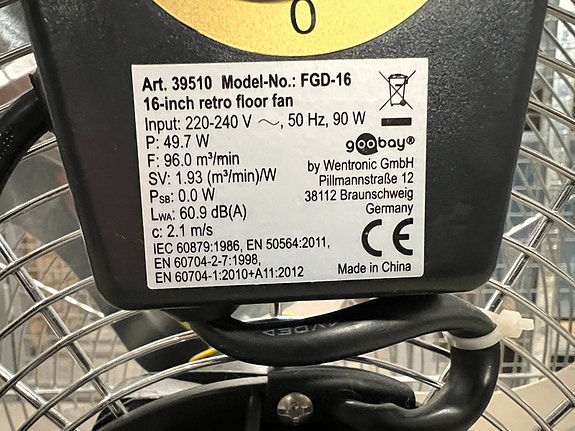 0
Art. 39510 Model-No.: FGD-16
16-inch retro floor fan
Input: 220-240 V ～, 50 Hz, 90 W
P: 49.7 W
F: 96.0 m³/min
SV: 1.93 (m³/min)/W
PSB: 0.0 W
LWA: 60.9 dB(A)
c: 2.1 m/s
IEC 60879:1986, EN 50564:2011,
EN 60704-2-7:1998,
EN 60704-1:2010+A11:2012
goobay®
by Wentronic GmbH
Pillmannstraße 12
38112 Braunschweig
Germany
CE
Made in China